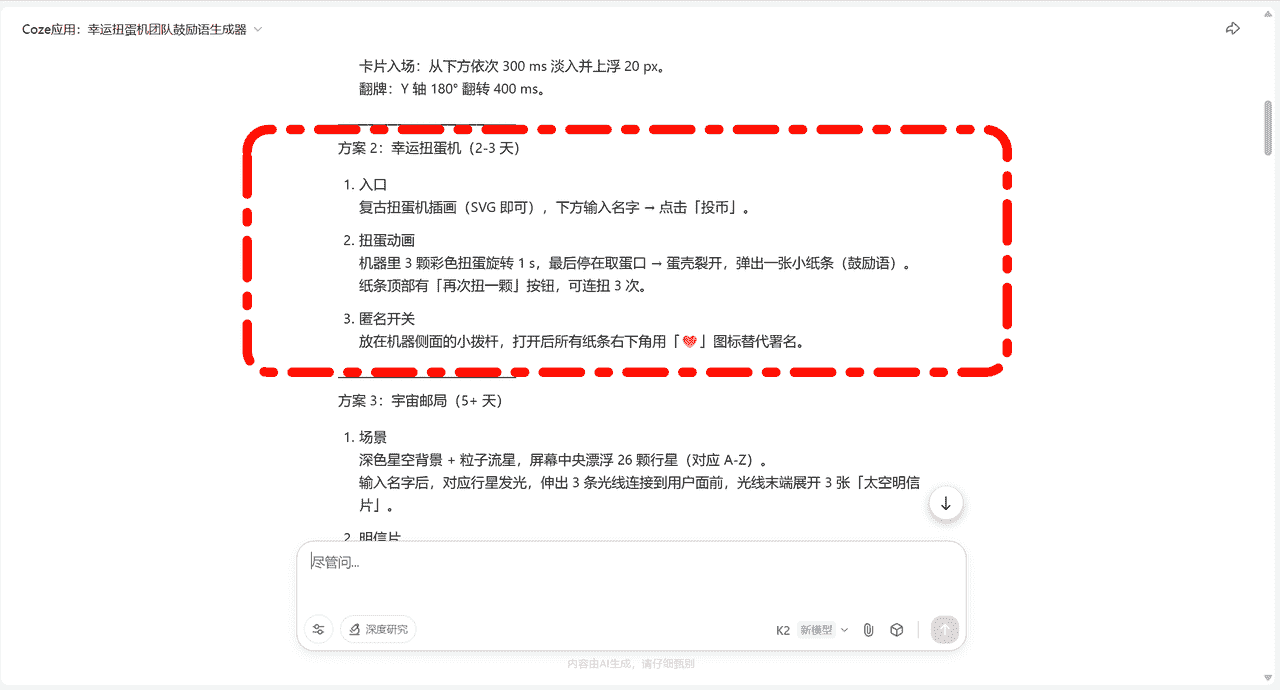 Coze应用：幸运扭蛋机团队鼓励语生成器
卡片入场：从下方依次 300 ms 淡入并上浮 20 px。
翻牌：Y 轴 180° 翻转 400 ms。
方案 2：幸运扭蛋机（2-3 天）
1. 入口
复古扭蛋机插画（SVG 即可），下方输入名字 → 点击「投币」。
2. 扭蛋动画
机器里 3 颗彩色扭蛋旋转 1 s，最后停在取蛋口 → 蛋壳裂开，弹出一张小纸条（鼓励语）。
纸条顶部有「再次扭一颗」按钮，可连扭 3 次。
3. 匿名开关
放在机器侧面的小拨杆，打开后所有纸条右下角用「💖」图标替代署名。
方案 3：宇宙邮局（5+ 天）
1. 场景
深色星空背景 + 粒子流星，屏幕中央漂浮 26 颗行星（对应 A-Z）。
输入名字后，对应行星发光，伸出 3 条光线连接到用户面前，光线末端展开 3 张「太空明信
片」。
2. 明信片
尽管问...
深度研究
K2 新模型
内容由AI生成，请仔细甄别